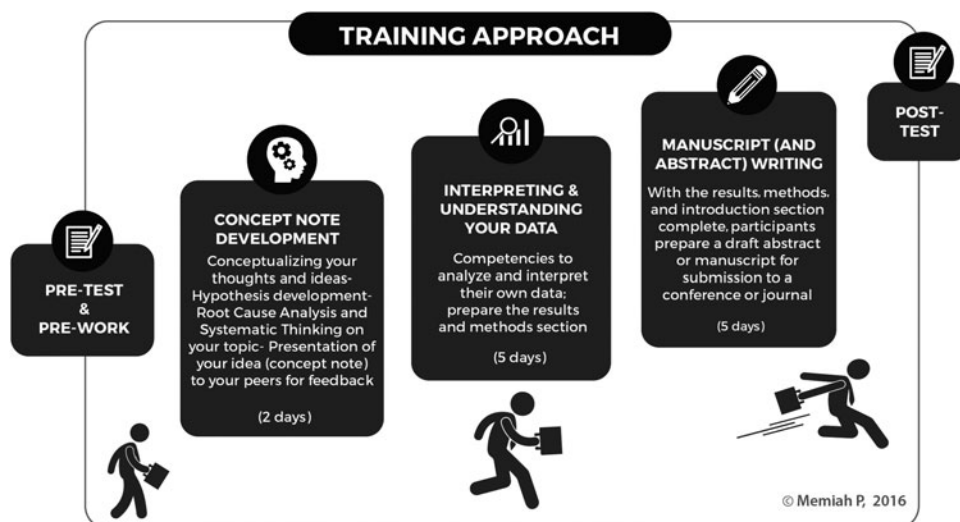 TRAINING APPROACH
PRE-TEST
&
PRE-WORK
CONCEPT NOTE
DEVELOPMENT
Conceptualizing your
thoughts and ideas-
Hypothesis development-
Root Cause Analysis and
Systematic Thinking on
your topic- Presentation of
your idea (concept note)
to your peers for feedback
(2 days)
INTERPRETING &
UNDERSTANDING
YOUR DATA
Competencies to
analyze and interpret
their own data;
prepare the results
and methods section
(5 days)
MANUSCRIPT (AND
ABSTRACT) WRITING
With the results, methods,
and introduction section
complete, participants
prepare a draft abstract
or manuscript for
submission to a
conference or journal
(5 days)
POST-
TEST
© Memiah P, 2016